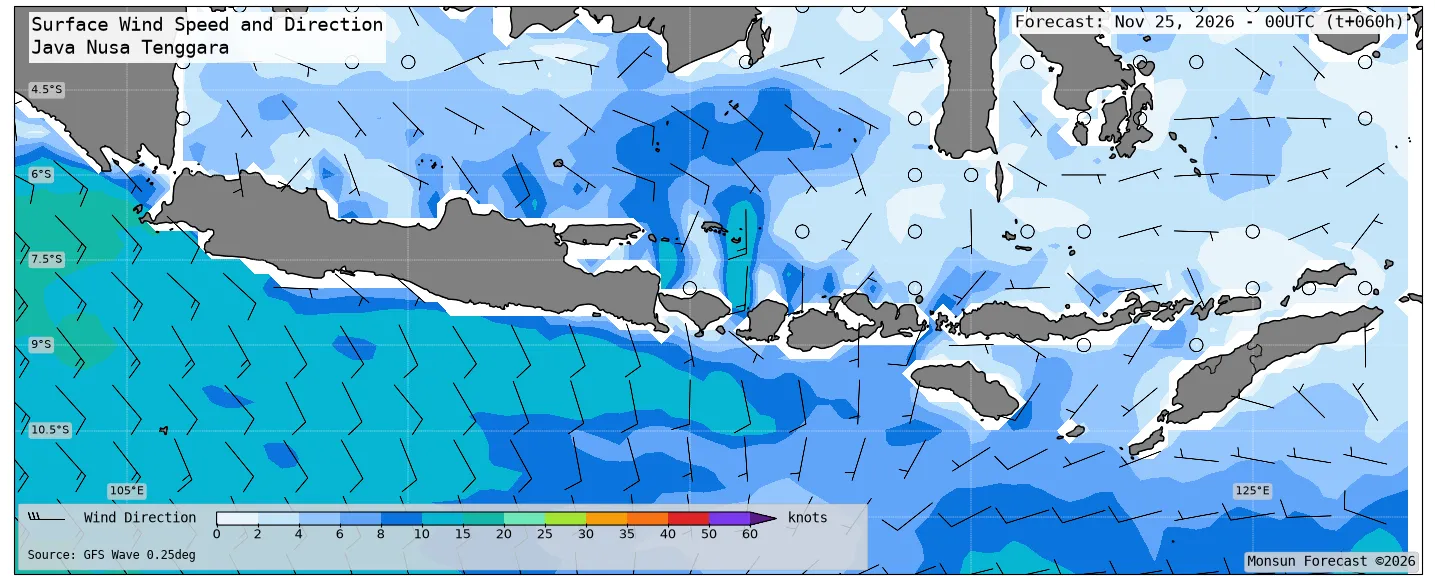 Surface Wind Speed and Direction
Java Nusa Tenggara
Forecast: Nov 25, 2026 - 00UTC (t+060h)
4.5°S
6°S
7.5°S
9°S
10.5°S
105°E
125°E
Wind Direction
0 2 4 6 8 10 15 20 25 30 35 40 50 60
knots
Source: GFS Wave 0.25deg
Monsun Forecast ©2026